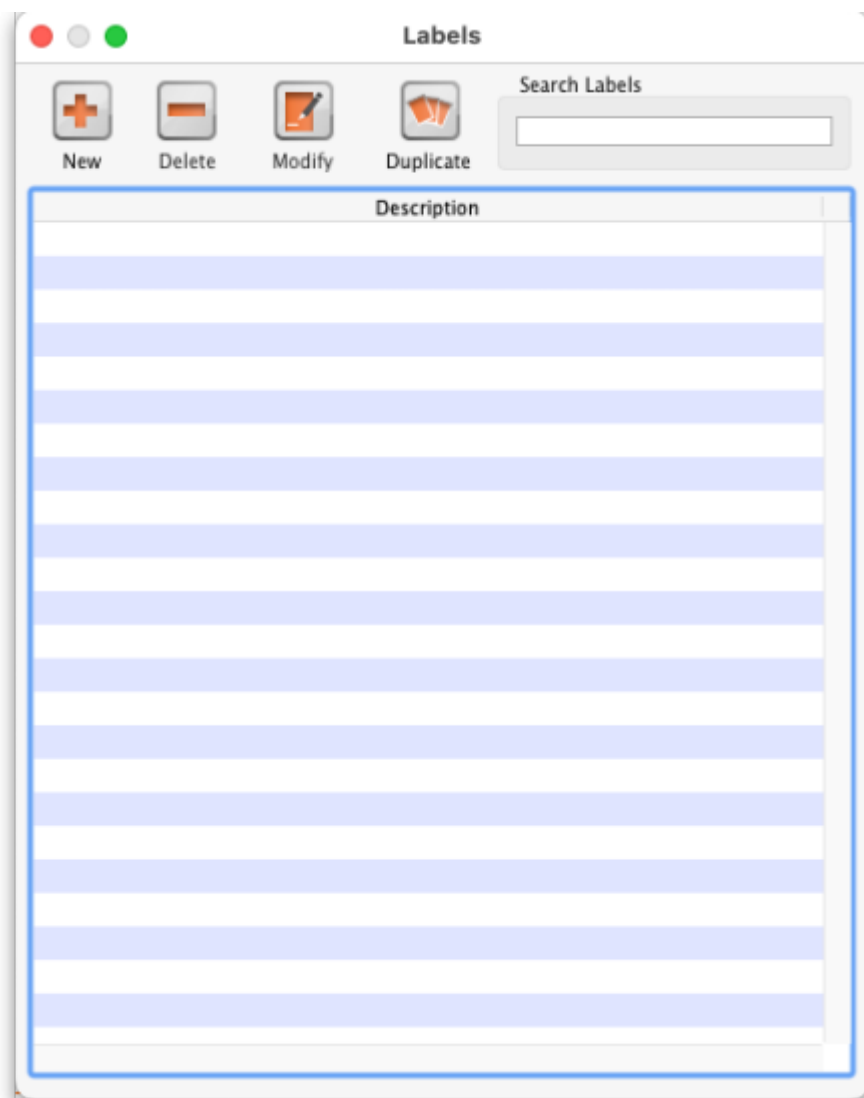 Labels
New
Delete
Modify
Duplicate
Search Labels
Description